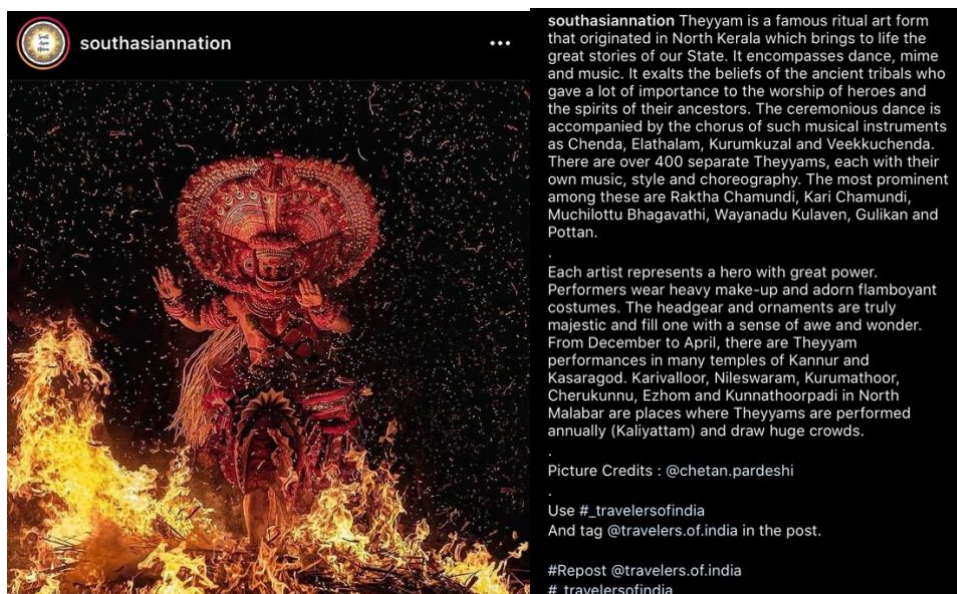 southasiannation
southasiannation Theyyam is a famous ritual art form
that originated in North Kerala which brings to life the
great stories of our State. It encompasses dance, mime
and music. It exalts the beliefs of the ancient tribals who
gave a lot of importance to the worship of heroes and
the spirits of their ancestors. The ceremonious dance is
accompanied by the chorus of such musical instruments
as Chenda, Elathalam, Kurumkuzal and Veekkuchenda.
There are over 400 separate Theyyams, each with their
own music, style and choreography. The most prominent
among these are Raktha Chamundi, Kari Chamundi,
Muchilottu Bhagavathi, Wayanadu Kulaven, Gulikan and
Pottan.
.
Each artist represents a hero with great power.
Performers wear heavy make-up and adorn flamboyant
costumes. The headgear and ornaments are truly
majestic and fill one with a sense of awe and wonder.
From December to April, there are Theyyam
performances in many temples of Kannur and
Kasaragod. Karivalloor, Nileswaram, Kurumathoor,
Cherukunnu, Ezhom and Kunnathoorpadi in North
Malabar are places where Theyyams are performed
annually (Kaliyattam) and draw huge crowds.
.
Picture Credits : @chetan.pardeshi
.
Use #_travelersofindia
And tag @travelers.of.india in the post.
#Repost @travelers.of.india
#_travelersofindia